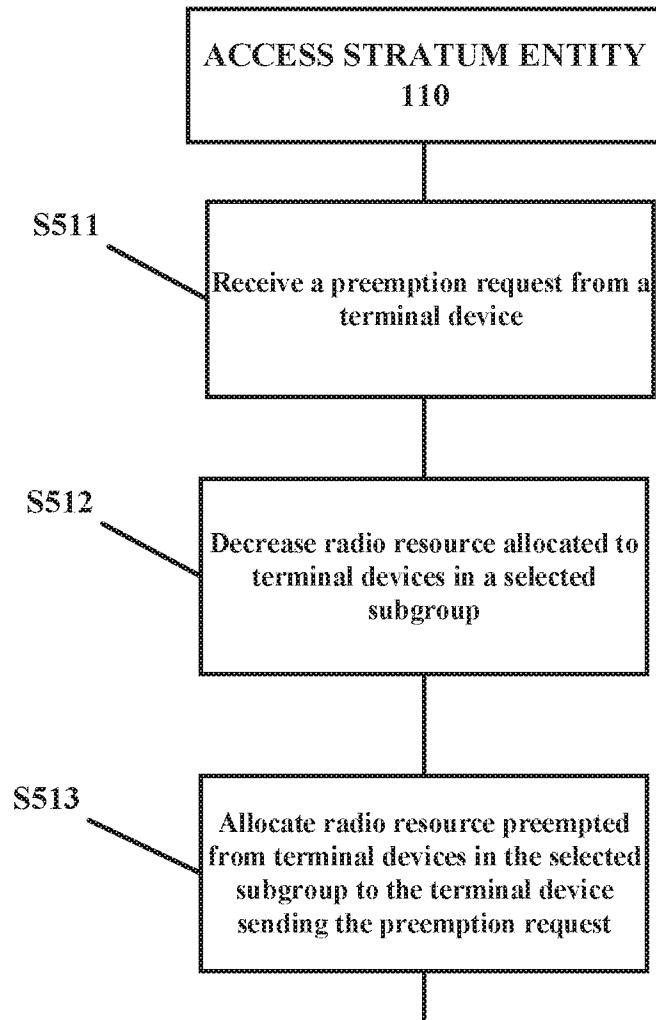 ACCESS STRATUM ENTITY
110
S511
Receive a preemption request from a
terminal device
S512
Decrease radio resource allocated to
terminal devices in a selected
subgroup
S513
Allocate radio resource preempted
from terminal devices in the selected
subgroup to the terminal device
sending the preemption request